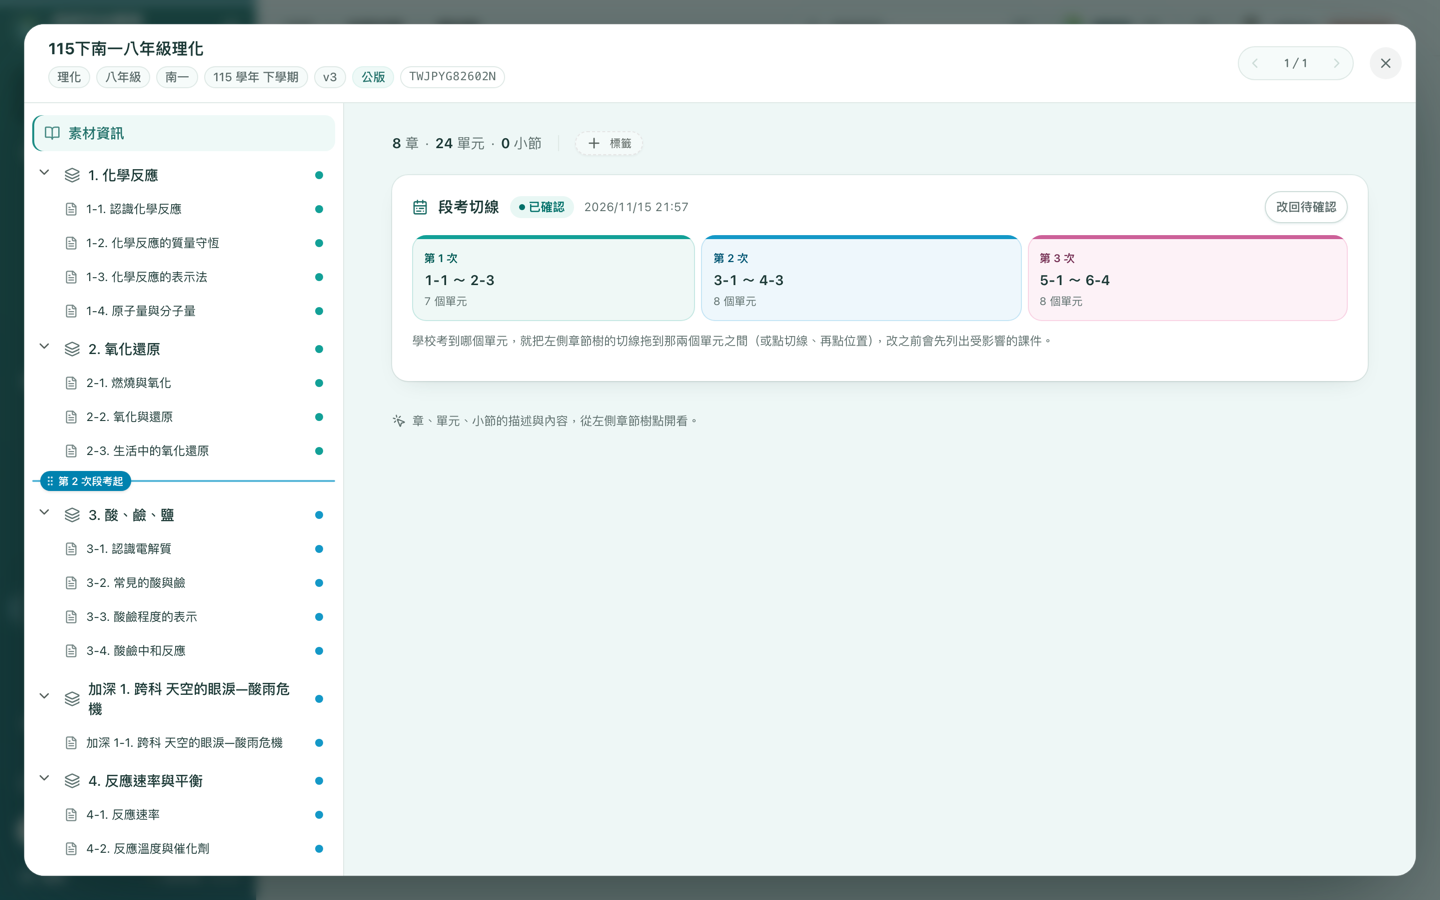 115下南一八年級理化
理化 八年級 南一 115 學年 下學期 v3 公版 TWJPYG82602N
1 / 1
素材資訊
1. 化學反應
1-1. 認識化學反應
1-2. 化學反應的質量守恆
1-3. 化學反應的表示法
1-4. 原子量與分子量
2. 氧化還原
2-1. 燃燒與氧化
2-2. 氧化與還原
2-3. 生活中的氧化還原
第 2 次段考起
3. 酸、鹼、鹽
3-1. 認識電解質
3-2. 常見的酸與鹼
3-3. 酸鹼程度的表示
3-4. 酸鹼中和反應
加深 1. 跨科 天空的眼淚—酸雨危
機
加深 1-1. 跨科 天空的眼淚—酸雨危機
4. 反應速率與平衡
4-1. 反應速率
4-2. 反應溫度與催化劑
8 章 · 24 單元 · 0 小節
標籤
段考切線 已確認 2026/11/15 21:57
改回待確認
第 1 次
1-1 ～ 2-3
7 個單元
第 2 次
3-1 ～ 4-3
8 個單元
第 3 次
5-1 ～ 6-4
8 個單元
學校考到哪個單元，就把左側章節樹的切線拖到那兩個單元之間（或點切線、再點位置），改之前會先列出受影響的課件。
章、單元、小節的描述與內容，從左側章節樹點開看。